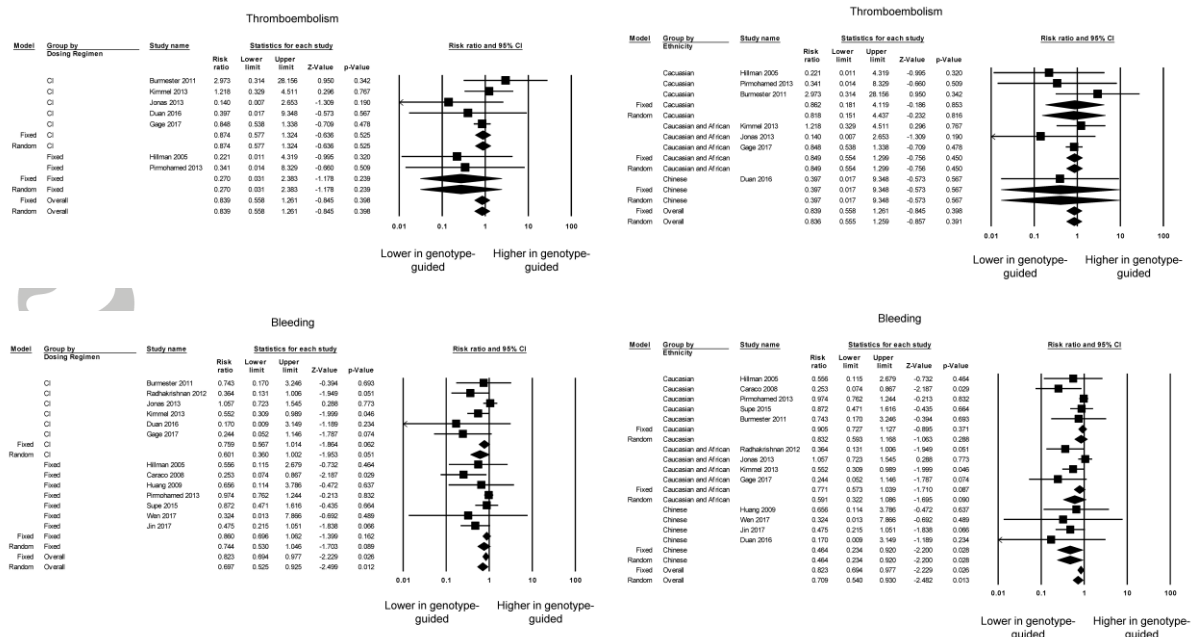 Thromboembolism
Model Group by Dosing Regimen Study name Statistics for each study Risk ratio and 95% CI
Risk ratio Lower limit Upper limit Z-Value p-Value
CI Burmester 2011 2.973 0.314 28.156 0.950 0.342
CI Kimmel 2013 1.218 0.329 4.511 0.296 0.767
CI Jonas 2013 0.140 0.007 2.653 -1.309 0.190
CI Duan 2016 0.397 0.017 9.348 -0.573 0.567
CI Gage 2017 0.848 0.538 1.338 -0.709 0.478
Fixed CI 0.874 0.577 1.324 -0.636 0.525
Random CI 0.874 0.577 1.324 -0.636 0.525
Fixed Hillman 2005 0.221 0.011 4.319 -0.995 0.320
Fixed Pirmohamed 2013 0.341 0.014 8.329 -0.660 0.509
Fixed Fixed 0.270 0.031 2.383 -1.178 0.239
Random Fixed 0.270 0.031 2.383 -1.178 0.239
Fixed Overall 0.839 0.558 1.261 -0.845 0.398
Random Overall 0.839 0.558 1.261 -0.845 0.398
0.01 0.1 1 10 100
Lower in genotype-guided Higher in genotype-guided
Thromboembolism
Model Group by Ethnicity Study name Statistics for each study Risk ratio and 95% CI
Risk ratio Lower limit Upper limit Z-Value p-Value
Cacuasian Hillman 2005 0.221 0.011 4.319 -0.995 0.320
Cacuasian Pirmohamed 2013 0.341 0.014 8.329 -0.660 0.509
Cacuasian Burmester 2011 2.973 0.314 28.156 0.950 0.342
Fixed Cacuasian 0.862 0.181 4.119 -0.186 0.853
Random Cacuasian 0.818 0.151 4.437 -0.232 0.816
Caucasian and African Kimmel 2013 1.218 0.329 4.511 0.296 0.767
Caucasian and African Jonas 2013 0.140 0.007 2.653 -1.309 0.190
Caucasian and African Gage 2017 0.848 0.538 1.338 -0.709 0.478
Fixed Caucasian and African 0.849 0.554 1.299 -0.756 0.450
Random Caucasian and African 0.849 0.554 1.299 -0.756 0.450
Chinese Duan 2016 0.397 0.017 9.348 -0.573 0.567
Fixed Chinese 0.397 0.017 9.348 -0.573 0.567
Random Chinese 0.397 0.017 9.348 -0.573 0.567
Fixed Overall 0.839 0.558 1.261 -0.845 0.398
Random Overall 0.836 0.555 1.259 -0.857 0.391
0.01 0.1 1 10 100
Lower in genotype-guided Higher in genotype-guided
Bleeding
Model Group by Dosing Regimen Study name Statistics for each study Risk ratio and 95% CI
Risk ratio Lower limit Upper limit Z-Value p-Value
CI Burmester 2011 0.743 0.170 3.246 -0.394 0.693
CI Radhakrishnan 2012 0.364 0.131 1.006 -1.949 0.051
CI Jonas 2013 1.057 0.723 1.545 0.288 0.773
CI Kimmel 2013 0.552 0.309 0.989 -1.999 0.046
CI Duan 2016 0.170 0.009 3.149 -1.189 0.234
CI Gage 2017 0.244 0.052 1.146 -1.787 0.074
Fixed CI 0.759 0.567 1.014 -1.864 0.062
Random CI 0.601 0.360 1.002 -1.953 0.051
Fixed Hillman 2005 0.556 0.115 2.679 -0.732 0.464
Fixed Caraco 2008 0.253 0.074 0.867 -2.187 0.029
Fixed Huang 2009 0.656 0.114 3.786 -0.472 0.637
Fixed Pirmohamed 2013 0.974 0.762 1.244 -0.213 0.832
Fixed Supe 2015 0.872 0.471 1.616 -0.435 0.664
Fixed Wen 2017 0.324 0.013 7.866 -0.692 0.489
Fixed Jin 2017 0.475 0.215 1.051 -1.838 0.066
Fixed Fixed 0.860 0.696 1.062 -1.399 0.162
Random Fixed 0.744 0.530 1.046 -1.703 0.089
Fixed Overall 0.823 0.694 0.977 -2.229 0.026
Random Overall 0.697 0.525 0.925 -2.499 0.012
0.01 0.1 1 10 100
Lower in genotype-guided Higher in genotype-guided
Bleeding
Model Group by Ethnicity Study name Statistics for each study Risk ratio and 95% CI
Risk ratio Lower limit Upper limit Z-Value p-Value
Caucasian Hillman 2005 0.556 0.115 2.679 -0.732 0.464
Caucasian Caraco 2008 0.253 0.074 0.867 -2.187 0.029
Caucasian Pirmohamed 2013 0.974 0.762 1.244 -0.213 0.832
Caucasian Supe 2015 0.872 0.471 1.616 -0.435 0.664
Caucasian Burmester 2011 0.743 0.170 3.246 -0.394 0.693
Fixed Caucasian 0.905 0.727 1.127 -0.895 0.371
Random Caucasian 0.832 0.593 1.168 -1.063 0.288
Caucasian and African Radhakrishnan 2012 0.364 0.131 1.006 -1.949 0.051
Caucasian and African Jonas 2013 1.057 0.723 1.545 0.288 0.773
Caucasian and African Kimmel 2013 0.552 0.309 0.989 -1.999 0.046
Caucasian and African Gage 2017 0.244 0.052 1.146 -1.787 0.074
Fixed Caucasian and African 0.771 0.573 1.039 -1.710 0.087
Random Caucasian and African 0.591 0.322 1.086 -1.695 0.090
Chinese Huang 2009 0.656 0.114 3.786 -0.472 0.637
Chinese Wen 2017 0.324 0.013 7.866 -0.692 0.489
Chinese Jin 2017 0.475 0.215 1.051 -1.838 0.066
Chinese Duan 2016 0.170 0.009 3.149 -1.189 0.234
Fixed Chinese 0.464 0.234 0.920 -2.200 0.028
Random Chinese 0.464 0.234 0.920 -2.200 0.028
Fixed Overall 0.823 0.694 0.977 -2.229 0.026
Random Overall 0.709 0.540 0.930 -2.482 0.013
0.01 0.1 1 10 100
Lower in genotype-guided Higher in genotype-guided